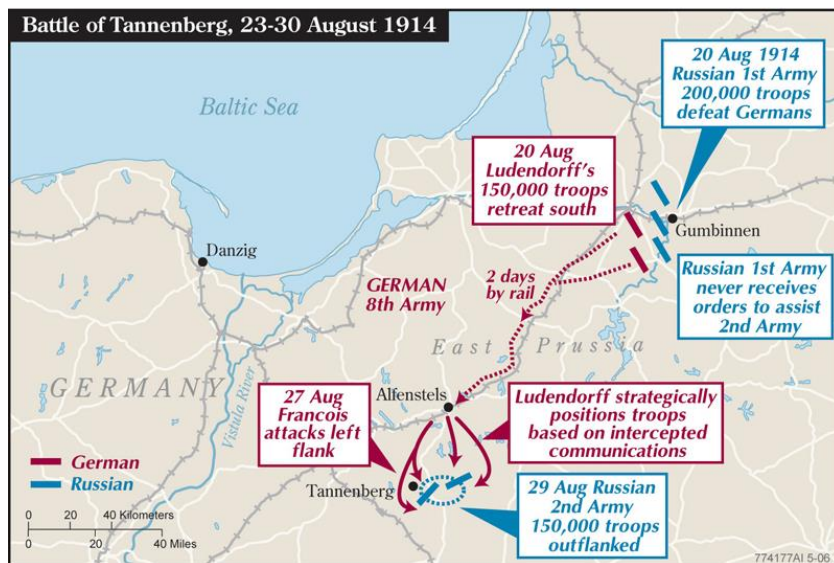 Battle of Tannenberg, 23-30 August 1914
20 Aug 1914
Russian 1st Army
200,000 troops
defeat Germans
Baltic Sea
20 Aug
Ludendorff's
150,000 troops
retreat south
Gumbinnen
Danzig
GERMAN
8th Army
2 days
by rail
Russian 1st Army
never receives
orders to assist
2nd Army
East Prussia
GERMANY
Vistula River
27 Aug
Francois
attacks left
flank
Alfenstels
Ludendorff strategically
positions troops
based on intercepted
communications
German
Russian
Tannenberg
29 Aug Russian
2nd Army
150,000 troops
outflanked
0 20 40 Kilometers
0 20 40 Miles
774177AI 5-06